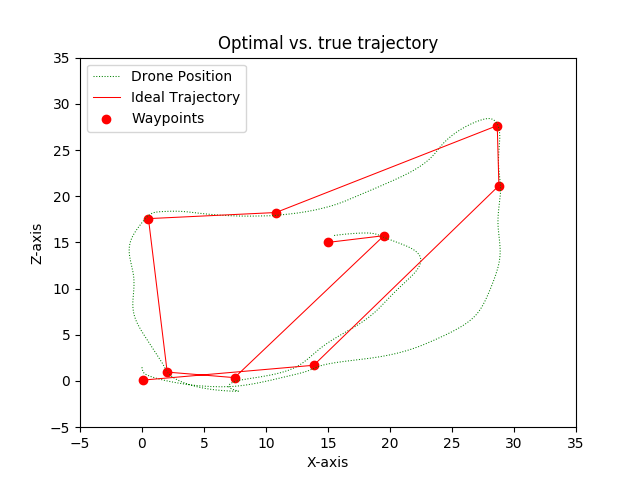 Optimal vs. true trajectory
Drone Position
Ideal Trajectory
Waypoints
Z-axis
35
30
25
20
15
10
5
0
−5
−5 0 5 10 15 20 25 30 35
X-axis